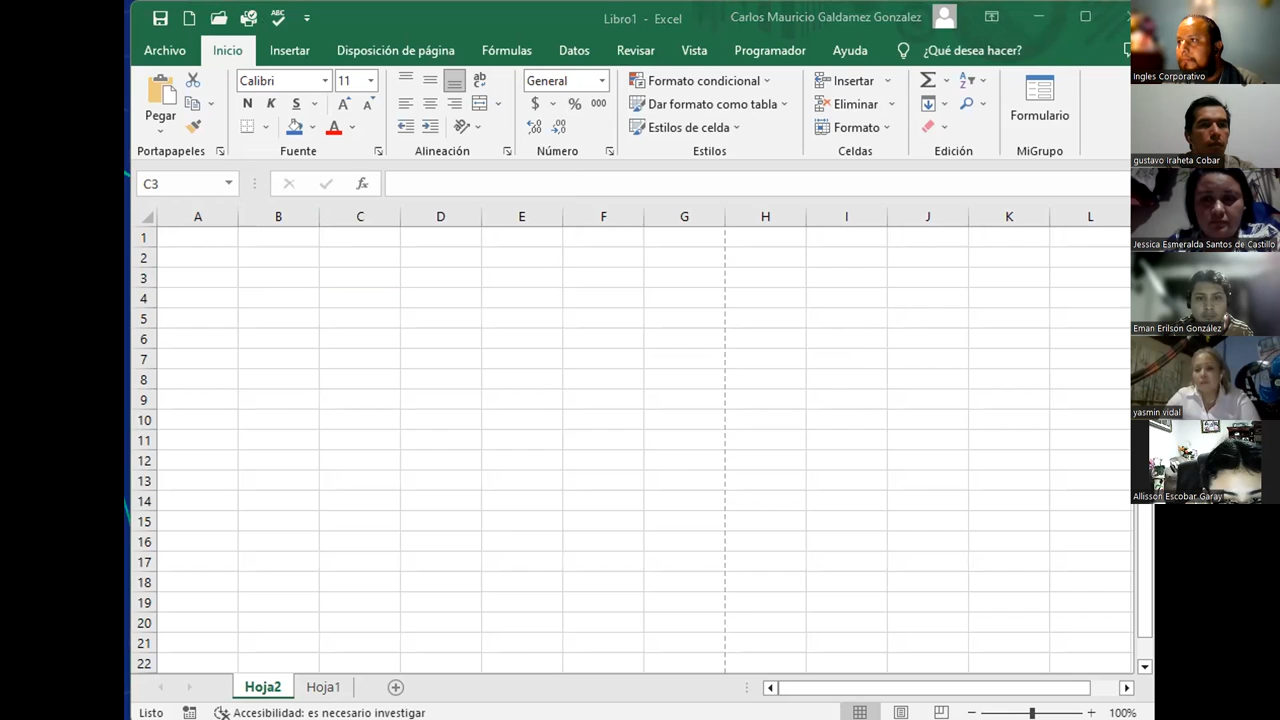 ABC
Libro1 - Excel
Carlos Mauricio Galdamez Gonzalez
Archivo Inicio Insertar Disposición de página Fórmulas Datos Revisar Vista Programador Ayuda ¿Qué desea hacer?
Pegar
Calibri 11
N K S A A
A
General
$ % 000
Formato condicional
Dar formato como tabla
Estilos de celda
Insertar
Eliminar
Formato
Formulario
Portapapeles Fuente Alineación Número Estilos Celdas Edición MiGrupo
C3 fx
A B C D E F G H I J K L
1
2
3
4
5
6
7
8
9
10
11
12
13
14
15
16
17
18
19
20
21
22
Hoja2 Hoja1
Listo Accesibilidad: es necesario investigar 100%
Ingles Corporativo
gustavo Iraheta Cobar
Jessica Esmeralda Santos de Castillo
Eman Erilson González
yasmin vidal
Allisson Escobar Garay